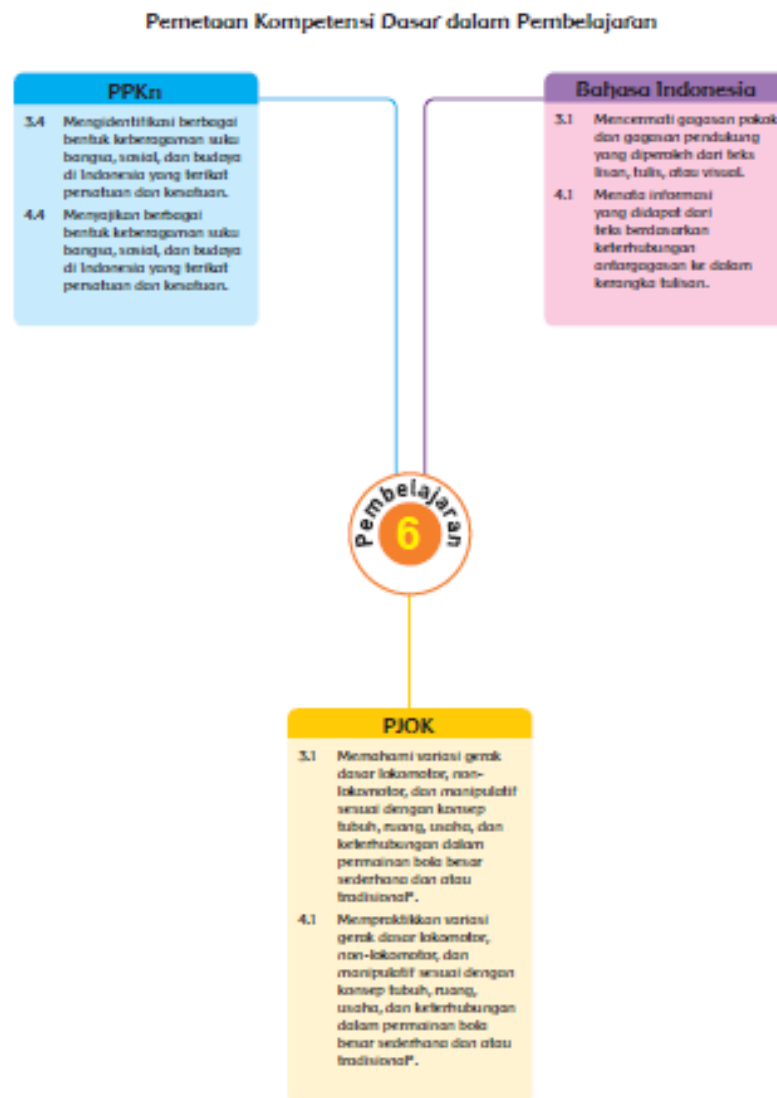 Pemetaan Kompetensi Dasar dalam Pembelajaran
PPKn
3.4 Mengidentifikasi berbagai
bentuk keberagaman suku
bangsa, sosial, dan budaya
di Indonesia yang terikat
persatuan dan kesatuan.
4.4 Menyajikan berbagai
bentuk keberagaman suku
bangsa, sosial, dan budaya
di Indonesia yang terikat
persatuan dan kesatuan.
Bahasa Indonesia
3.1 Mencermati gagasan pokok
dan gagasan pendukung
yang diperoleh dari teks
lisan, tulis, atau visual.
4.1 Menata informasi
yang didapat dari
teks berdasarkan
keterhubungan
antargagasan ke dalam
kerangka tulisan.
Pembelajaran
6
PJOK
3.1 Memahami variasi gerak
dasar lokomotor, non-
lokomotor, dan manipulatif
sesuai dengan konsep
tubuh, ruang, usaha, dan
keterhubungan dalam
permainan bola besar
sederhana dan atau
tradisional*.
4.1 Mempraktikkan variasi
gerak dasar lokomotor,
non-lokomotor, dan
manipulatif sesuai dengan
konsep tubuh, ruang,
usaha, dan keterhubungan
dalam permainan bola
besar sederhana dan atau
tradisional*.